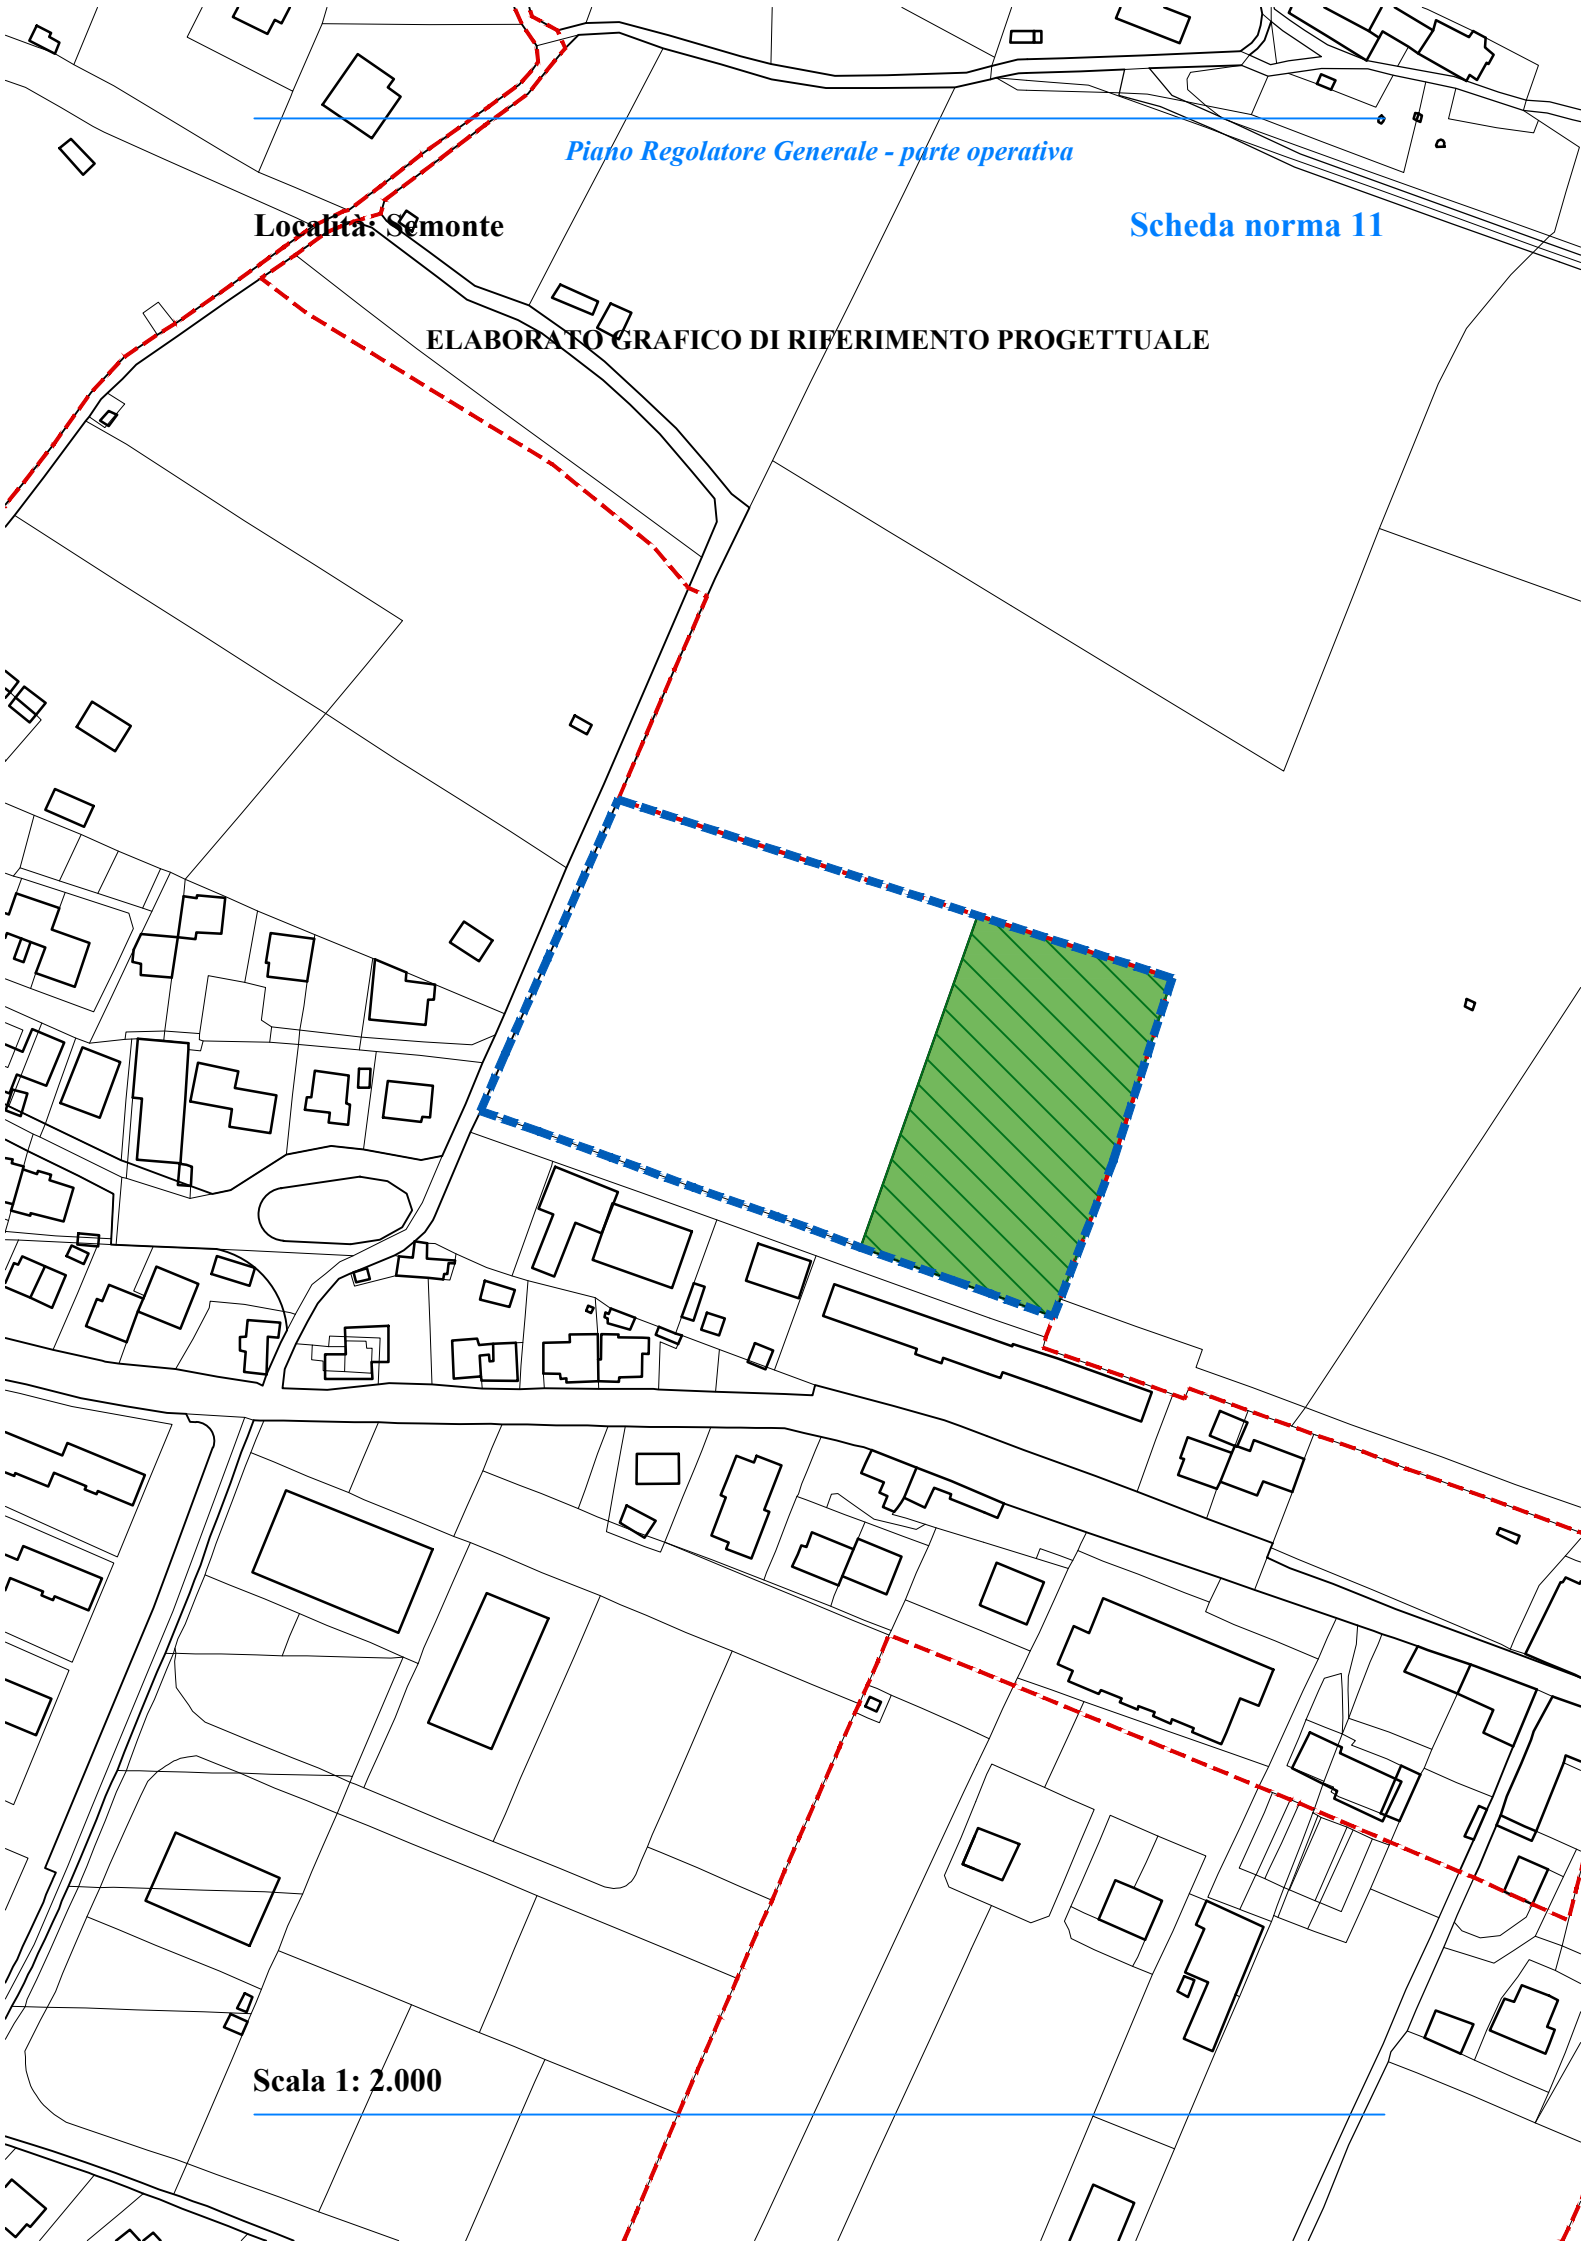 Piano Regolatore Generale - parte operativa
Località: Semonte
Scheda norma 11
ELABORATO GRAFICO DI RIFERIMENTO PROGETTUALE
Scala 1: 2.000